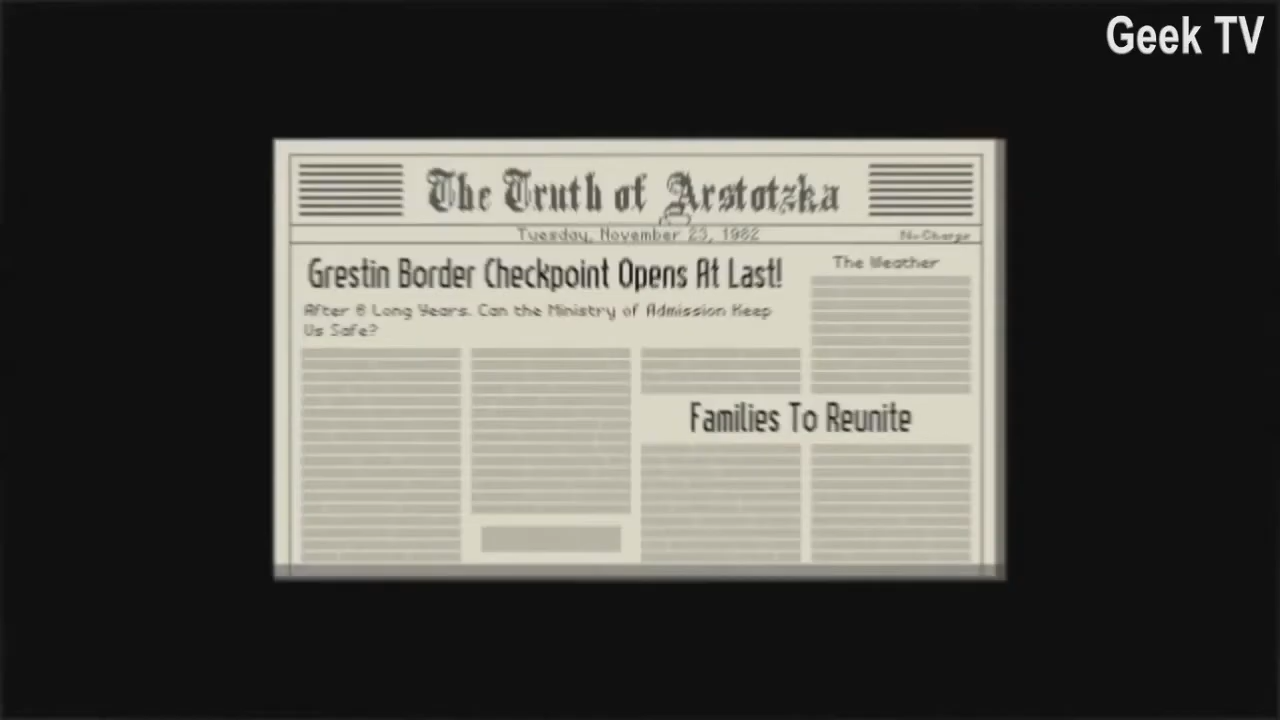 Geek TV
The Truth of Arstotzka
Tuesday, November 23, 1982
No Charge
Grestin Border Checkpoint Opens At Last!
The Weather
After 6 Long Years. Can the Ministry of Admission Keep
Us Safe?
Families To Reunite